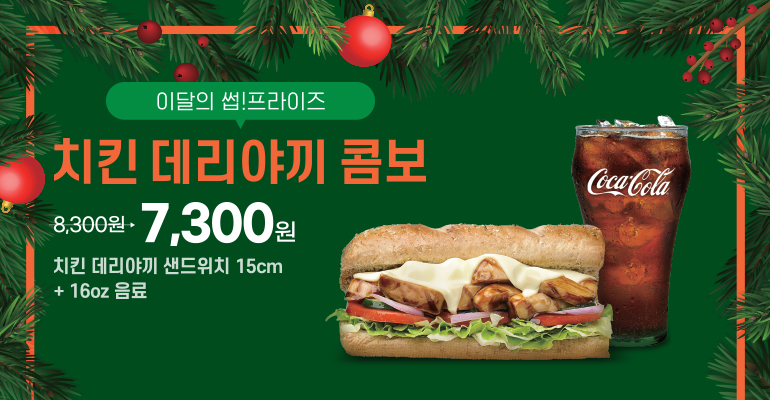 이달의 썹!프라이즈
치킨 데리야끼 콤보
8,300원▸7,300원
치킨 데리야끼 샌드위치 15cm
+ 16oz 음료
Coca-Cola